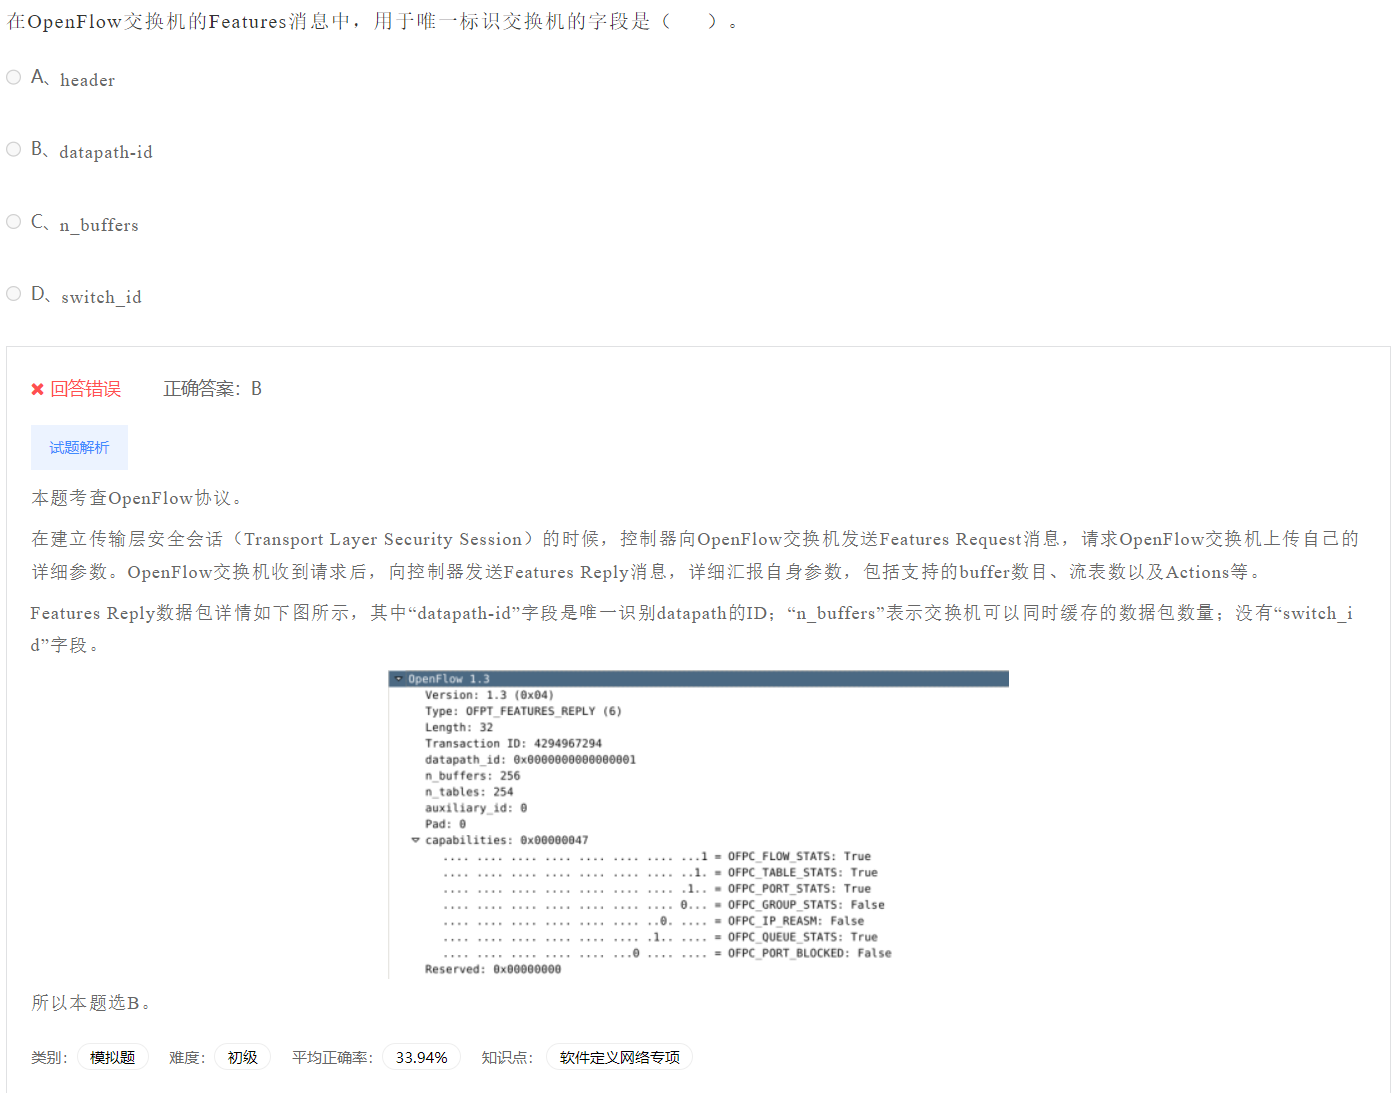 在OpenFlow交换机的Features消息中，用于唯一标识交换机的字段是（　　）。
A、header
B、datapath-id
C、n_buffers
D、switch_id
回答错误 正确答案：B
试题解析
本题考查OpenFlow协议。
在建立传输层安全会话（Transport Layer Security Session）的时候，控制器向OpenFlow交换机发送Features Request消息，请求OpenFlow交换机上传自己的
详细参数。OpenFlow交换机收到请求后，向控制器发送Features Reply消息，详细汇报自身参数，包括支持的buffer数目、流表数以及Actions等。
Features Reply数据包详情如下图所示，其中“datapath-id”字段是唯一识别datapath的ID；“n_buffers”表示交换机可以同时缓存的数据包数量；没有“switch_i
d”字段。
OpenFlow 1.3
Version: 1.3 (0x04)
Type: OFPT_FEATURES_REPLY (6)
Length: 32
Transaction ID: 4294967294
datapath_id: 0x0000000000000001
n_buffers: 256
n_tables: 254
auxiliary_id: 0
Pad: 0
capabilities: 0x00000047
.... .... .... .... .... .... .... ...1 = OFPC_FLOW_STATS: True
.... .... .... .... .... .... .... ..1. = OFPC_TABLE_STATS: True
.... .... .... .... .... .... .... .1.. = OFPC_PORT_STATS: True
.... .... .... .... .... .... .... 0... = OFPC_GROUP_STATS: False
.... .... .... .... .... .... ..0. .... = OFPC_IP_REASM: False
.... .... .... .... .... .... .1.. .... = OFPC_QUEUE_STATS: True
.... .... .... .... .... ...0 .... .... = OFPC_PORT_BLOCKED: False
Reserved: 0x00000000
所以本题选B。
类别： 模拟题 难度： 初级 平均正确率： 33.94% 知识点： 软件定义网络专项